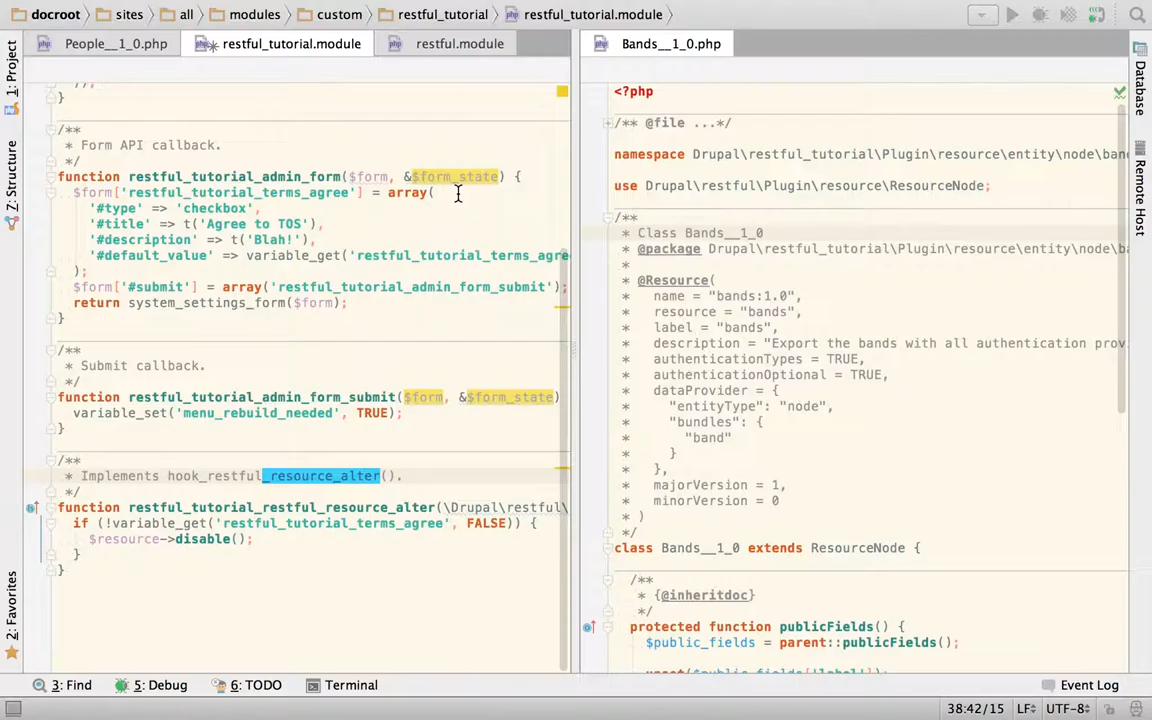 docroot sites all modules custom restful_tutorial restful_tutorial.module
People__1_0.php restful_tutorial.module restful.module Bands__1_0.php
1: Project
Z: Structure
2: Favorites
));
}
/**
* Form API callback.
*/
function restful_tutorial_admin_form($form, &$form_state) {
$form['restful_tutorial_terms_agree'] = array(
'#type' => 'checkbox',
'#title' => t('Agree to TOS'),
'#description' => t('Blah!'),
'#default_value' => variable_get('restful_tutorial_terms_agre
);
$form['#submit'] = array('restful_tutorial_admin_form_submit');
return system_settings_form($form);
}
/**
* Submit callback.
*/
function restful_tutorial_admin_form_submit($form, &$form_state)
variable_set('menu_rebuild_needed', TRUE);
}
/**
* Implements hook_restful_resource_alter().
*/
function restful_tutorial_restful_resource_alter(\Drupal\restful\
if (!variable_get('restful_tutorial_terms_agree', FALSE)) {
$resource->disable();
}
}
<?php
/** @file ...*/
namespace Drupal\restful_tutorial\Plugin\resource\entity\node\ban
use Drupal\restful\Plugin\resource\ResourceNode;
/**
* Class Bands__1_0
* @package Drupal\restful_tutorial\Plugin\resource\entity\node\ba
*
* @Resource(
* name = "bands:1.0",
* resource = "bands",
* label = "bands",
* description = "Export the bands with all authentication prov
* authenticationTypes = TRUE,
* authenticationOptional = TRUE,
* dataProvider = {
* "entityType": "node",
* "bundles": {
* "band"
* }
* },
* majorVersion = 1,
* minorVersion = 0
* )
*/
class Bands__1_0 extends ResourceNode {
/**
* {@inheritdoc}
*/
protected function publicFields() {
$public_fields = parent::publicFields();
unset($public_fields['label']);
Database
Remote Host
3: Find 5: Debug 6: TODO Terminal Event Log
38:42/15 LF UTF-8